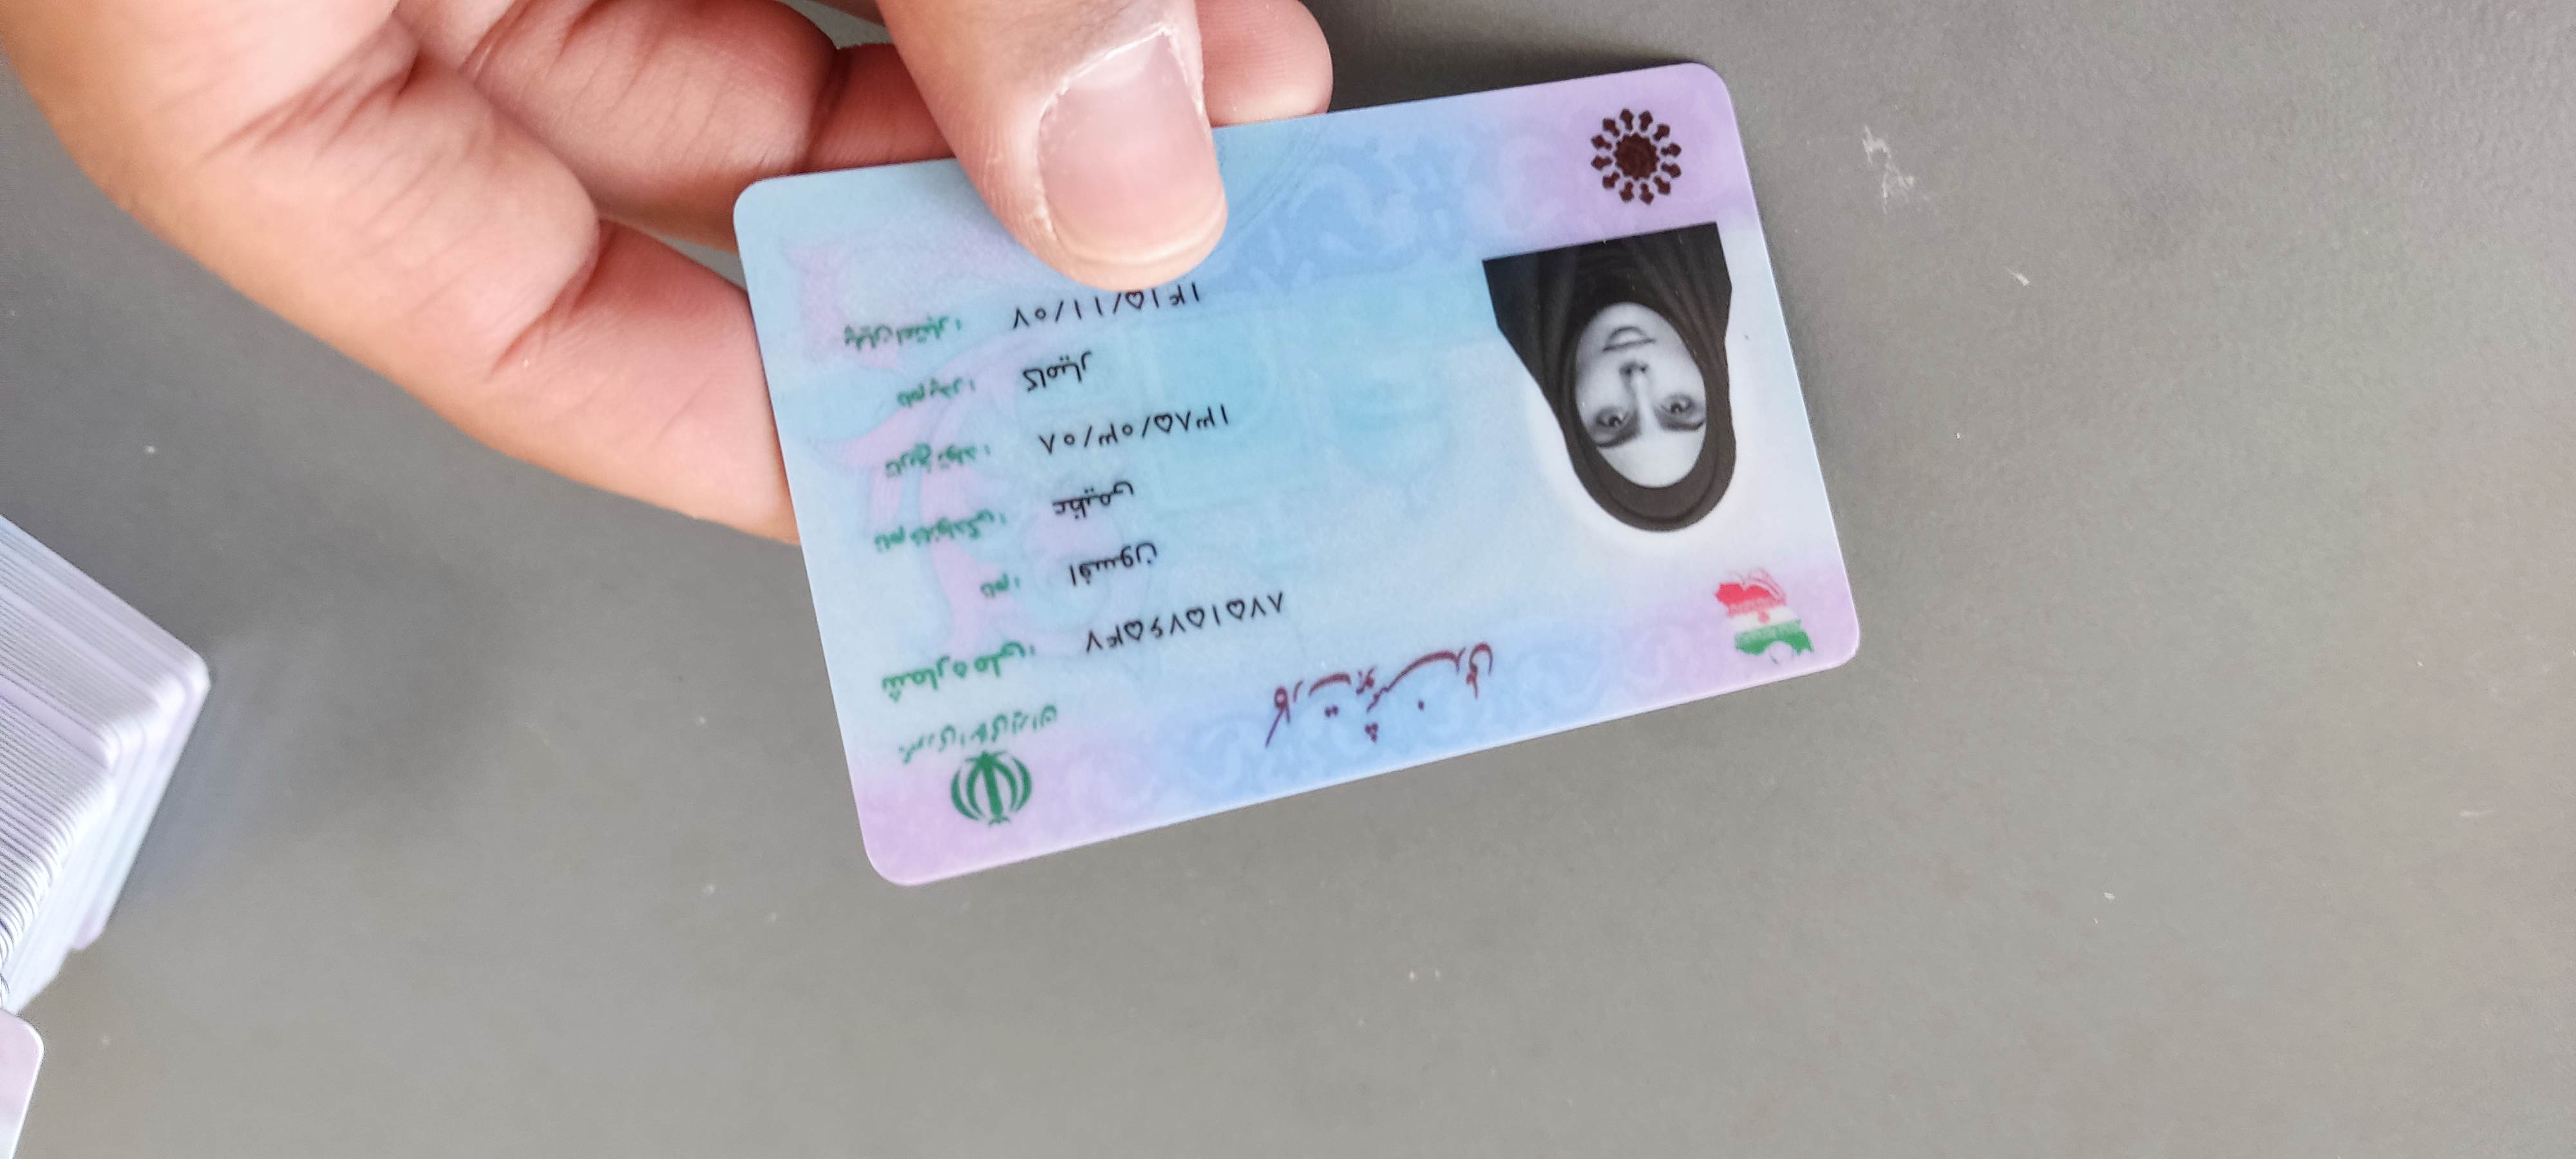 جمهوری اسلامی ایران
کارت هوشمند ملی
شماره ملی: ۸۷۵۱۵۷۶۵۴۷
نام: افسون
نام خانوادگی: عظیمی
تاریخ تولد: ۱۳۸۵/۰۳/۰۸
نام پدر: کامیار
پایان اعتبار: ۱۴۱۵/۱۱/۰۷